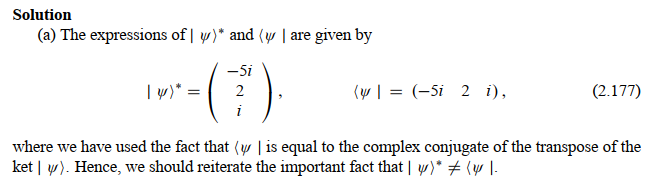 Solution
(a) The expressions of | ψ⟩* and ⟨ψ | are given by
| ψ⟩* = ( −5i 2 i ), ⟨ψ | = (−5i 2 i), (2.177)
where we have used the fact that ⟨ψ | is equal to the complex conjugate of the transpose of the
ket | ψ⟩. Hence, we should reiterate the important fact that | ψ⟩* ≠ ⟨ψ |.